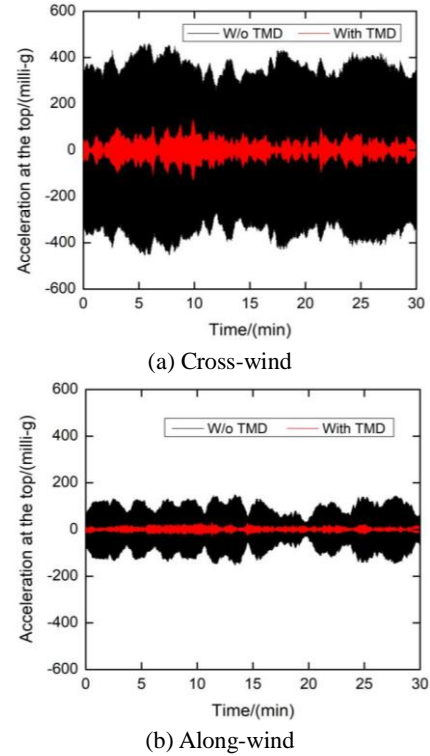 600
W/o TMD With TMD
400
200
0
-200
-400
-600
Acceleration at the top/(milli-g)
0 5 10 15 20 25 30
Time/(min)
(a) Cross-wind
600
W/o TMD With TMD
400
200
0
-200
-400
-600
Acceleration at the top/(milli-g)
0 5 10 15 20 25 30
Time/(min)
(b) Along-wind